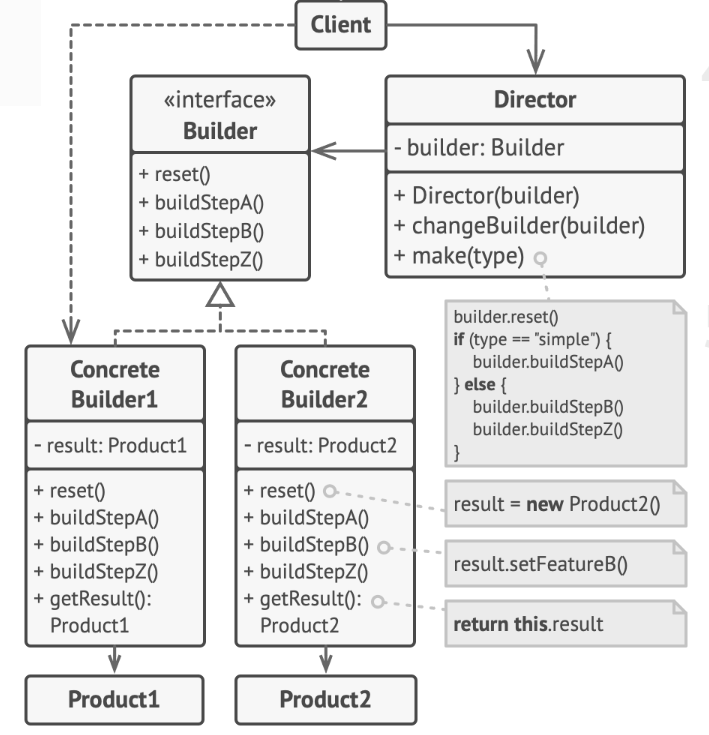 Client
«interface»
Builder
+ reset()
+ buildStepA()
+ buildStepB()
+ buildStepZ()
Director
- builder: Builder
+ Director(builder)
+ changeBuilder(builder)
+ make(type)
builder.reset()
if (type == "simple") {
builder.buildStepA()
} else {
builder.buildStepB()
builder.buildStepZ()
}
Concrete
Builder1
- result: Product1
+ reset()
+ buildStepA()
+ buildStepB()
+ buildStepZ()
+ getResult():
Product1
Concrete
Builder2
- result: Product2
+ reset()
+ buildStepA()
+ buildStepB()
+ buildStepZ()
+ getResult():
Product2
result = new Product2()
result.setFeatureB()
return this.result
Product1
Product2